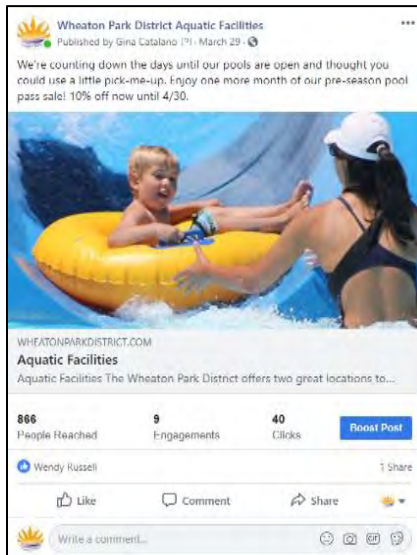 Wheaton Park District Aquatic Facilities
Published by Gina Catalano [?] · March 29 ·
We're counting down the days until our pools are open and thought you
could use a little pick-me-up. Enjoy one more month of our pre-season pool
pass sale! 10% off now until 4/30.
WHEATONPARKDISTRICT.COM
Aquatic Facilities
Aquatic Facilities The Wheaton Park District offers two great locations to...
866 9 40
People Reached Engagements Clicks Boost Post
Wendy Russell 1 Share
Like Comment Share
Write a comment... GIF